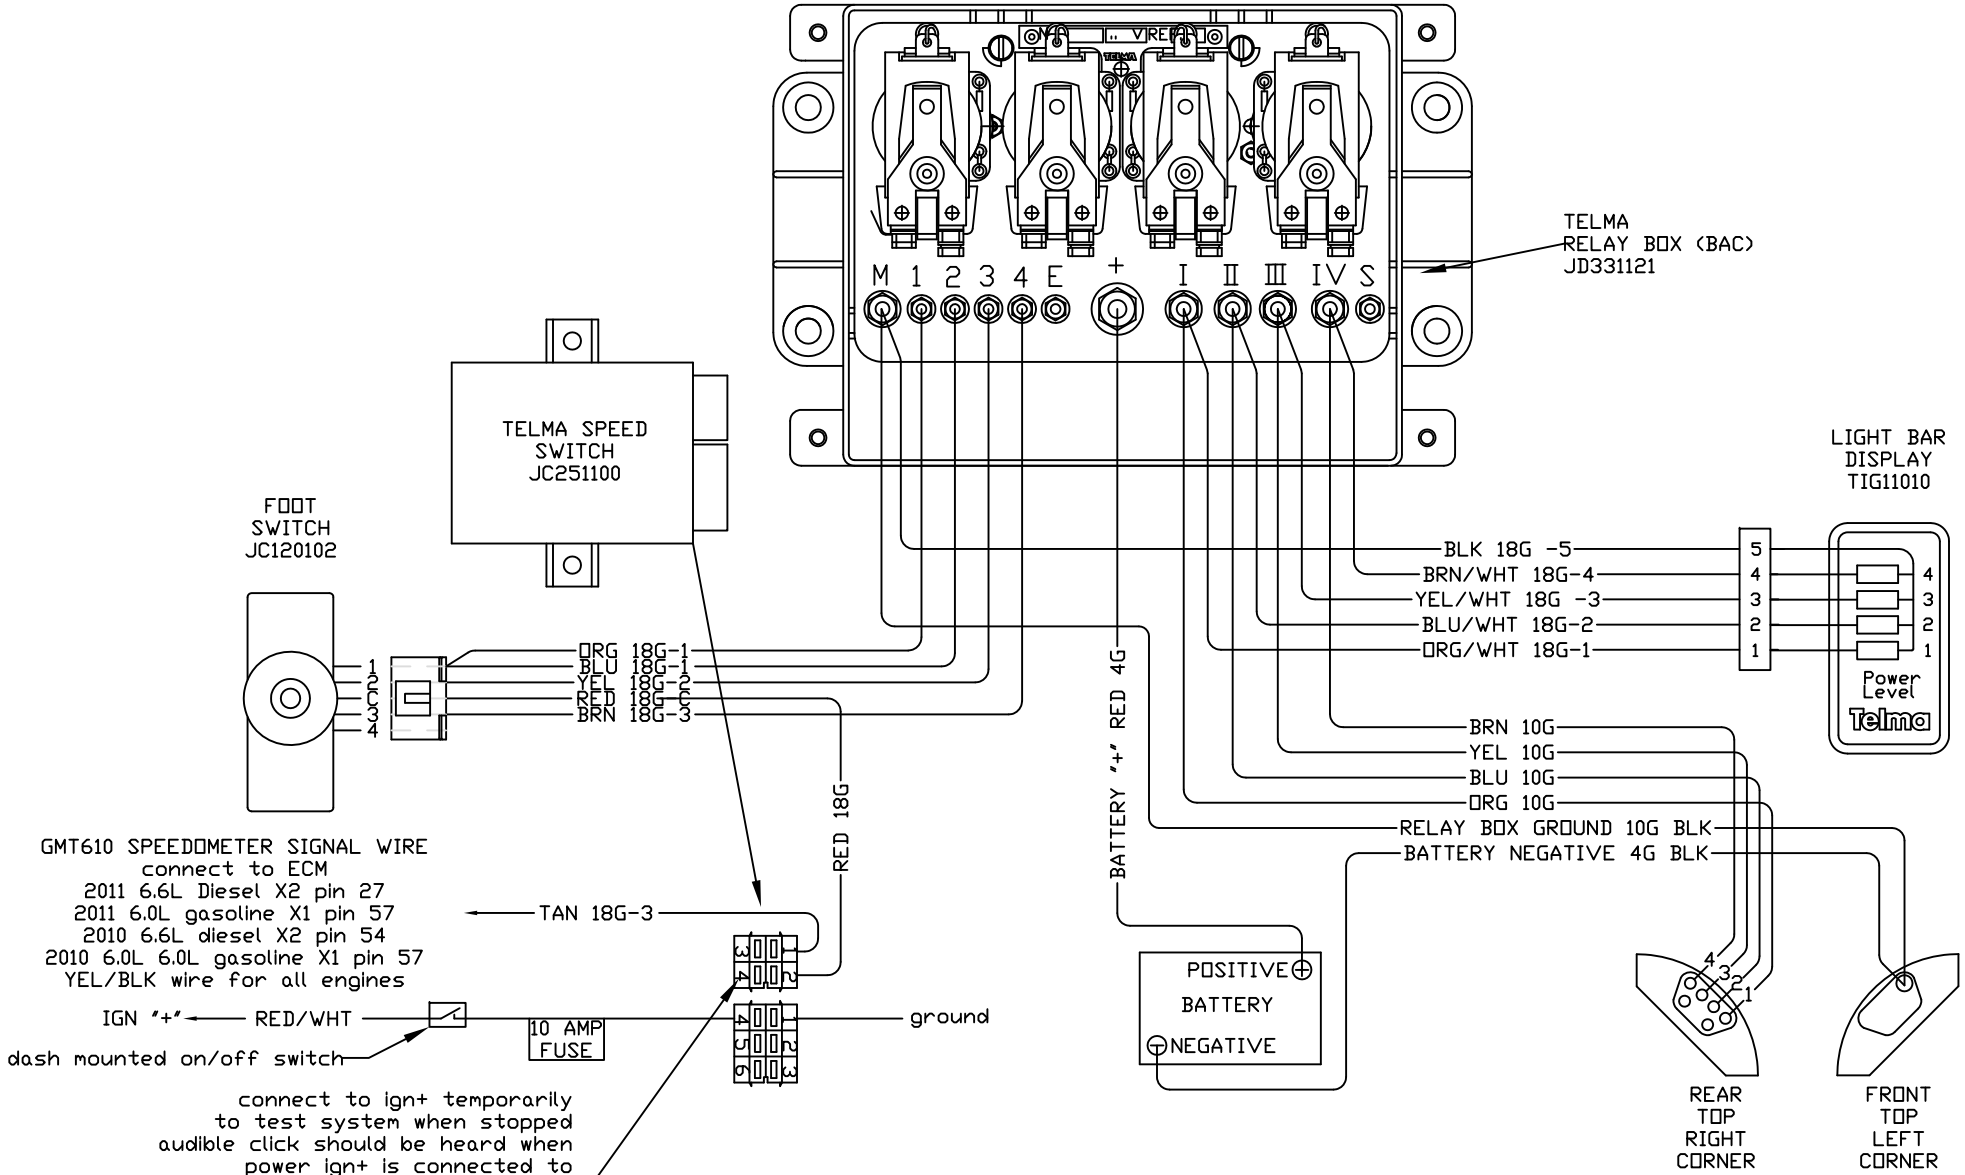 V REF
TELMA
TELMA
RELAY BOX (BAC)
JD331121
M 1 2 3 4 E + I II III IV S
TELMA SPEED
SWITCH
JC251100
FOOT
SWITCH
JC120102
LIGHT BAR
DISPLAY
TIG11010
BLK 18G -5
BRN/WHT 18G-4
YEL/WHT 18G -3
BLU/WHT 18G-2
ORG/WHT 18G-1
5
4
3
2
1
4
3
2
1
Power
Level
Telma
ORG 18G-1
BLU 18G-1
YEL 18G-2
RED 18G-C
BRN 18G-3
1
2
C
3
4
BATTERY "+" RED 4G
RED 18G
BRN 10G
YEL 10G
BLU 10G
ORG 10G
RELAY BOX GROUND 10G BLK
BATTERY NEGATIVE 4G BLK
GMT610 SPEEDOMETER SIGNAL WIRE
connect to ECM
2011 6.6L Diesel X2 pin 27
2011 6.0L gasoline X1 pin 57
2010 6.6L diesel X2 pin 54
2010 6.0L 6.0L gasoline X1 pin 57
YEL/BLK wire for all engines
TAN 18G-3
3 1
4 2
IGN "+"
RED/WHT
10 AMP
FUSE
4 1
5 2
6 3
ground
dash mounted on/off switch
POSITIVE
BATTERY
NEGATIVE
4
3
2
1
REAR
TOP
RIGHT
CORNER
FRONT
TOP
LEFT
CORNER
connect to ign+ temporarily
to test system when stopped
audible click should be heard when
power ign+ is connected to